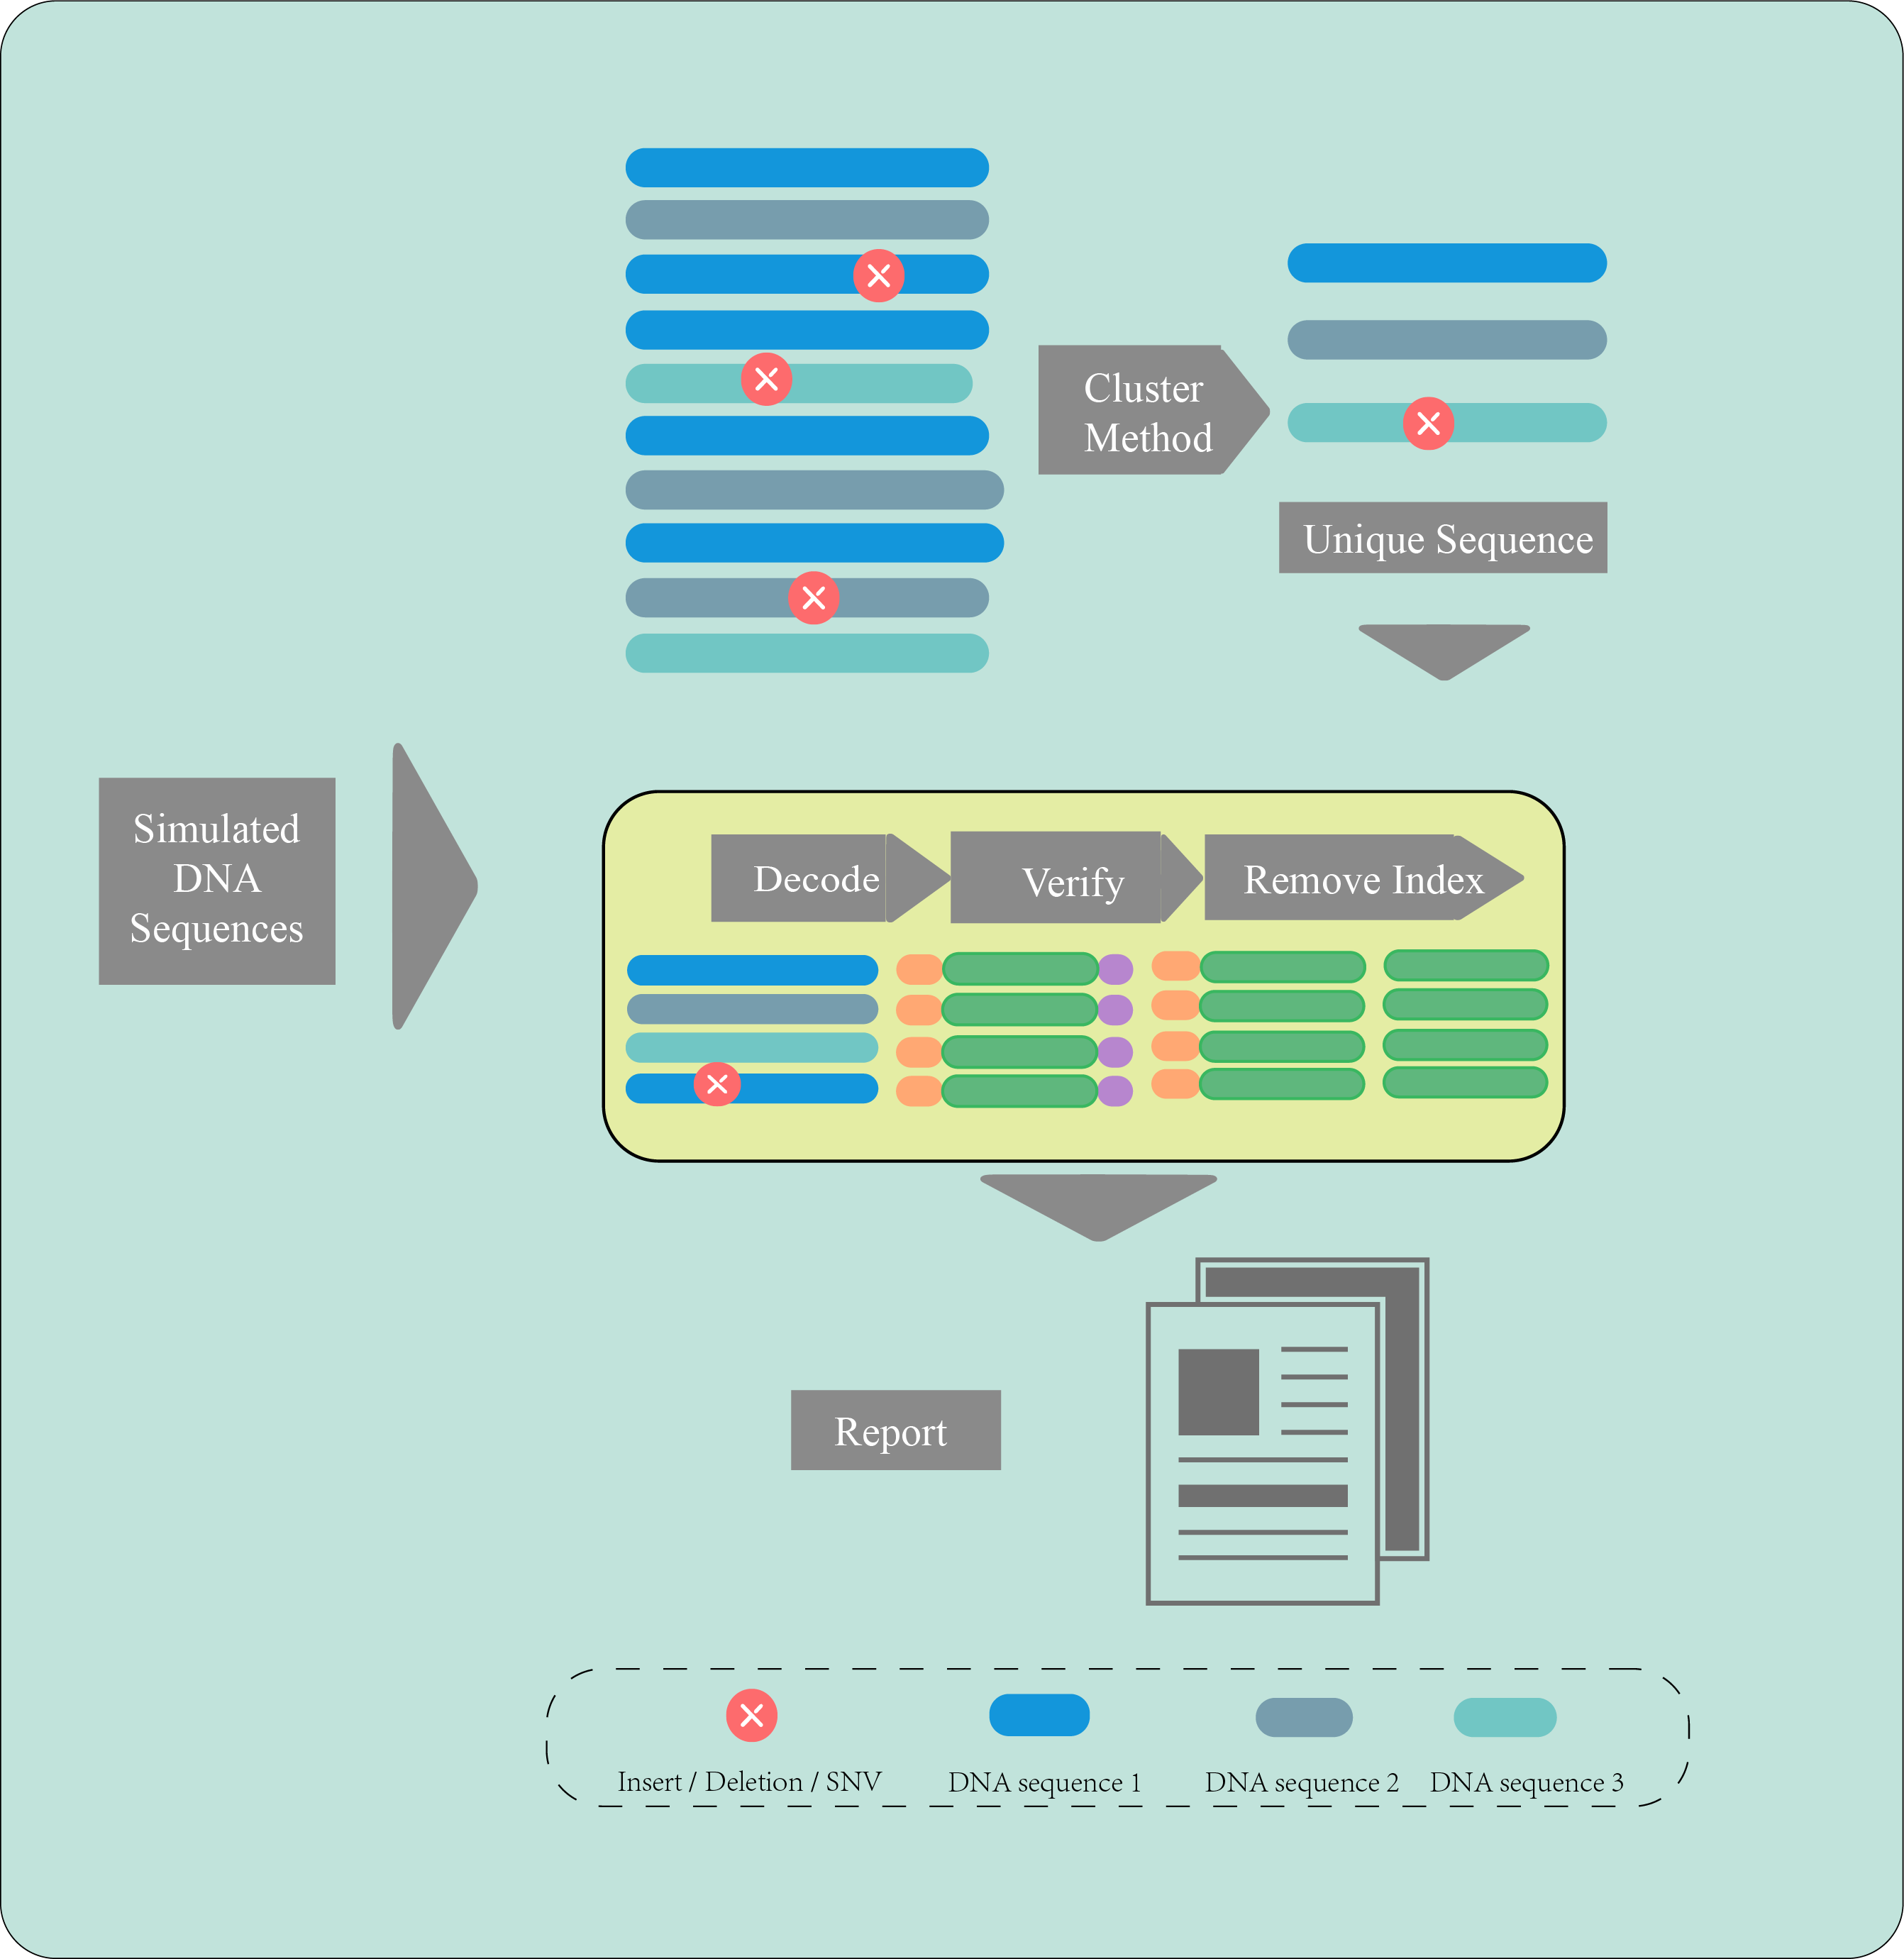 Cluster
Method
Unique Sequence
Simulated
DNA
Sequences
Decode
Verify
Remove Index
Report
Insert / Deletion / SNV
DNA sequence 1
DNA sequence 2
DNA sequence 3